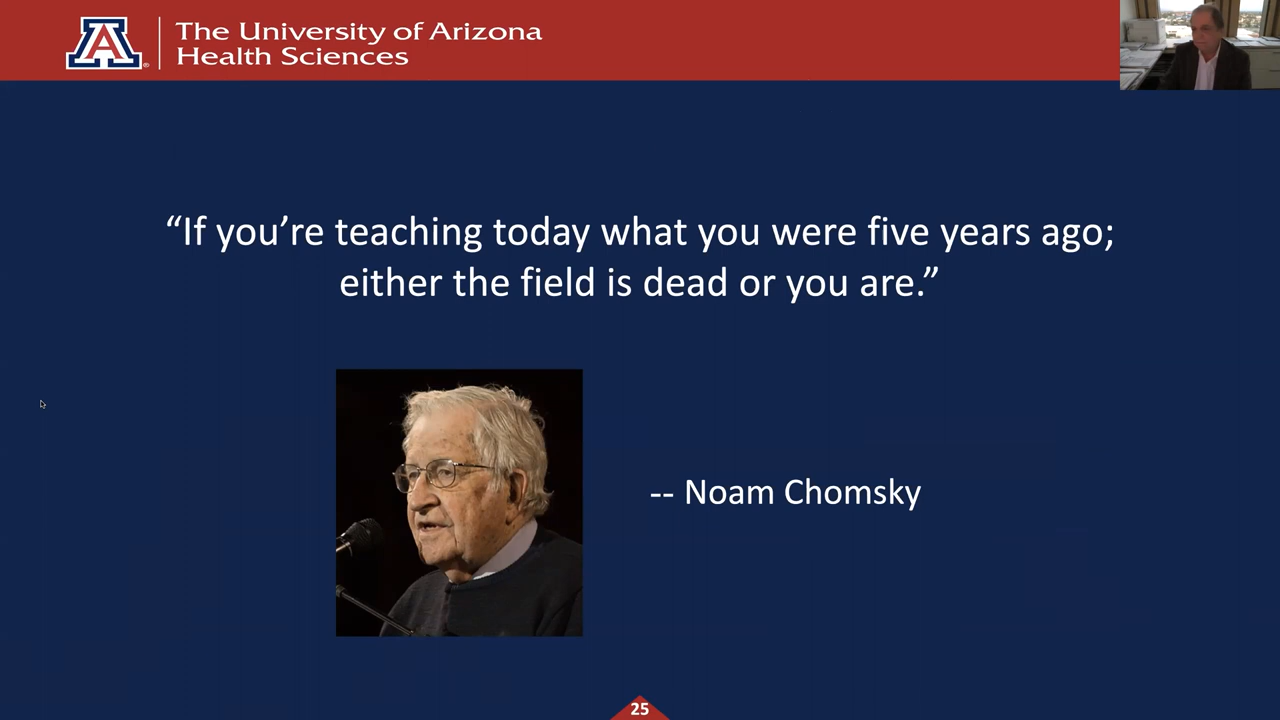 The University of Arizona
Health Sciences
“If you’re teaching today what you were five years ago;
either the field is dead or you are.”
-- Noam Chomsky
25